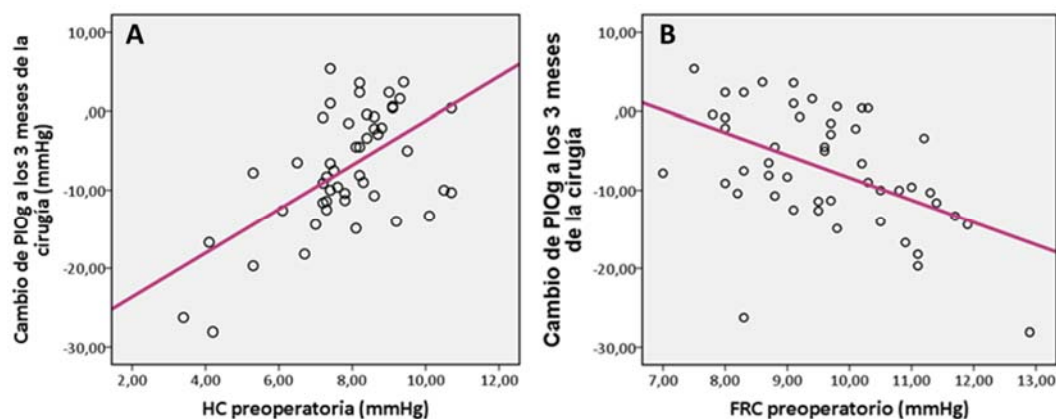 A
Cambio de PIOg a los 3 meses de la
cirugía (mmHg)
10,00
,00
-10,00
-20,00
-30,00
2,00 4,00 6,00 8,00 10,00 12,00
HC preoperatoria (mmHg)
B
Cambio de PIOg a los 3 meses
de la cirugía
10,00
,00
-10,00
-20,00
-30,00
7,00 8,00 9,00 10,00 11,00 12,00 13,00
FRC preoperatorio (mmHg)